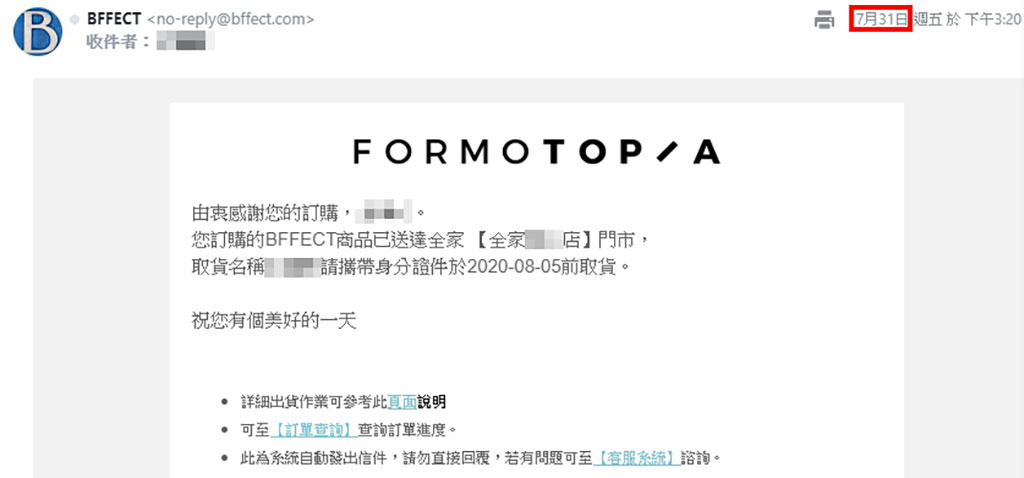 BFFECT <no-reply@bffect.com>
7月31日 週五 於 下午3:20
收件者：
FORMOTOPIA
由衷感謝您的訂購， 。
您訂購的BFFECT商品已送達全家 【全家 店】門市，
取貨名稱 請攜帶身分證件於2020-08-05前取貨。
祝您有個美好的一天
詳細出貨作業可參考此頁面說明
可至【訂單查詢】查詢訂單進度。
此為系統自動發出信件，請勿直接回覆，若有問題可至【客服系統】諮詢。